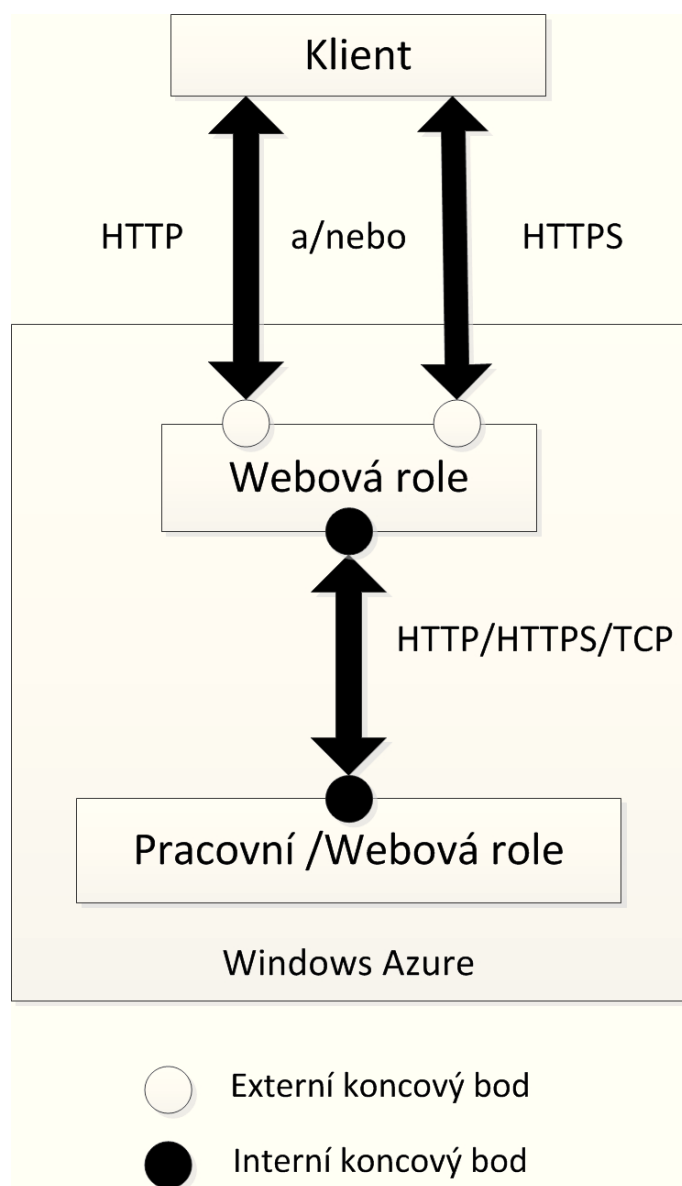 Klient
HTTP a/nebo HTTPS
Webová role
HTTP/HTTPS/TCP
Pracovní /Webová role
Windows Azure
Externí koncový bod
Interní koncový bod